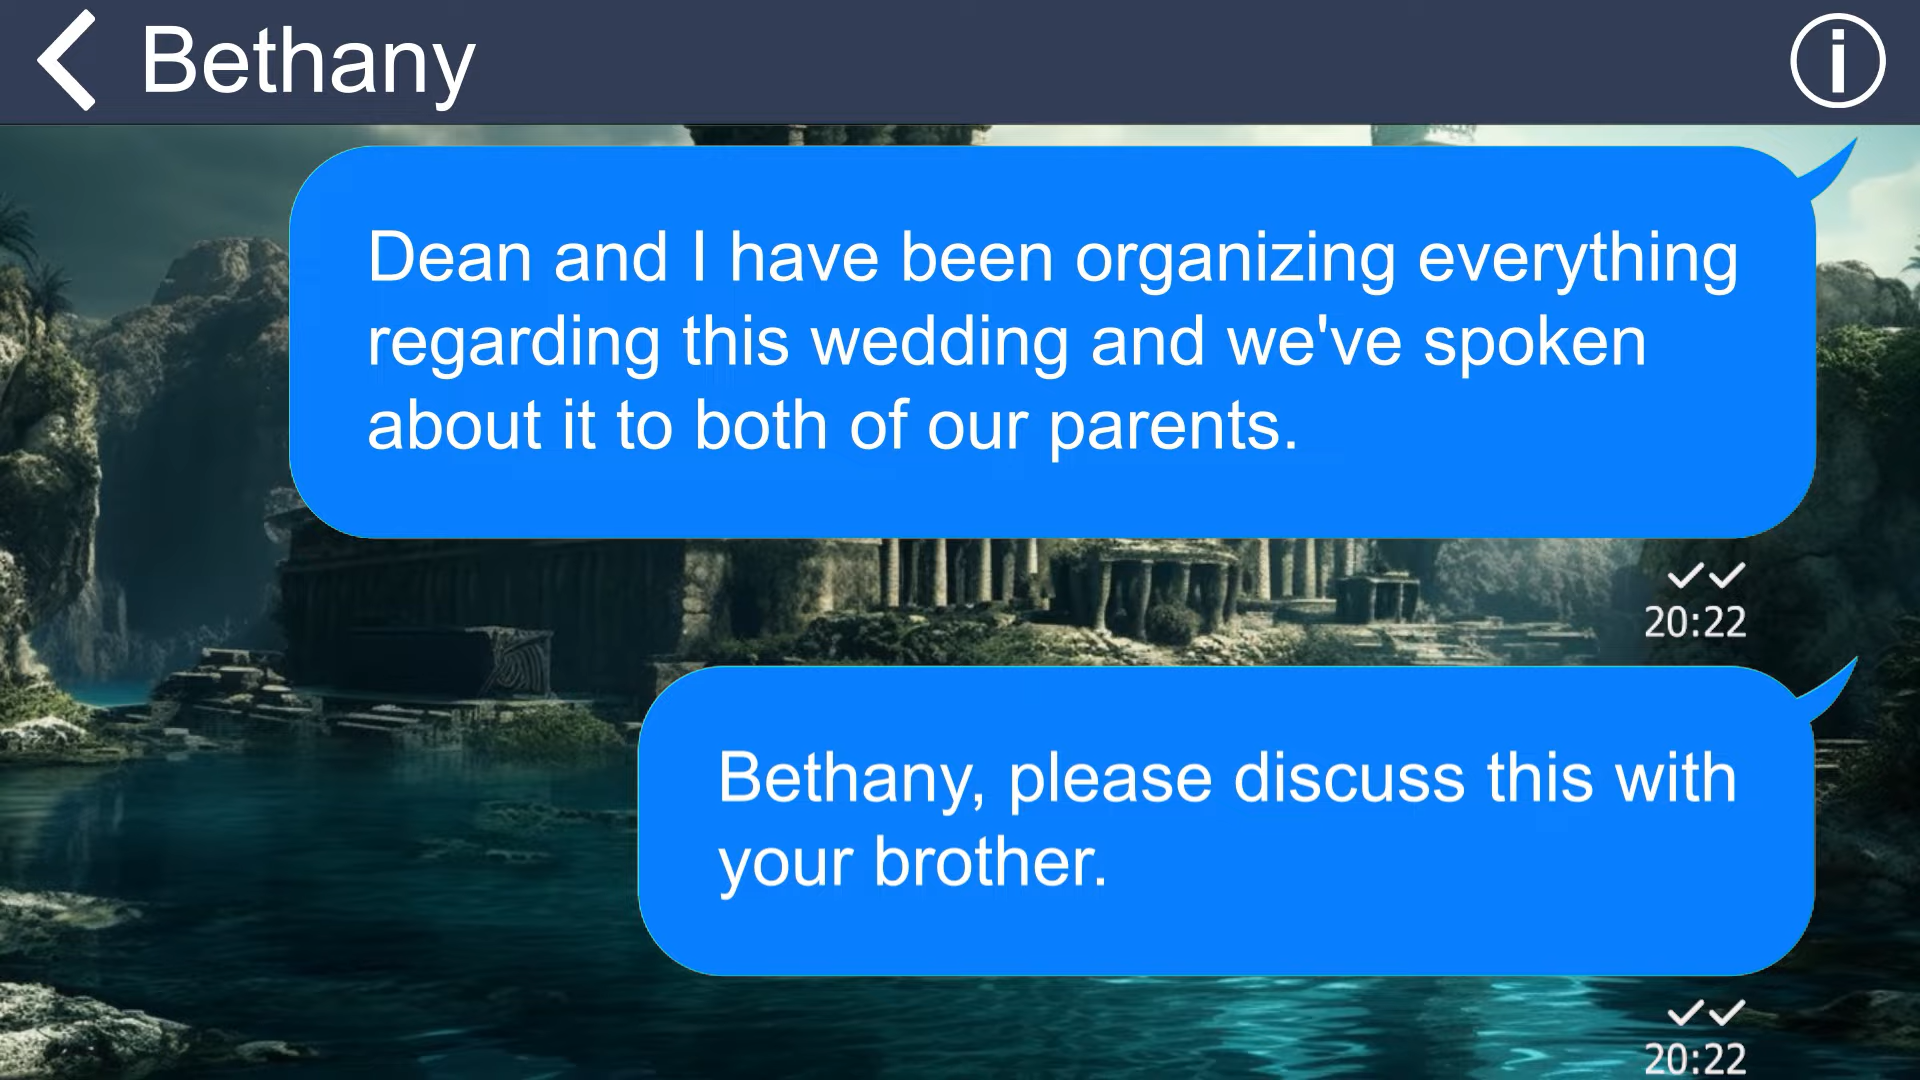 Bethany
Dean and I have been organizing everything
regarding this wedding and we've spoken
about it to both of our parents.
20:22
Bethany, please discuss this with
your brother.
20:22